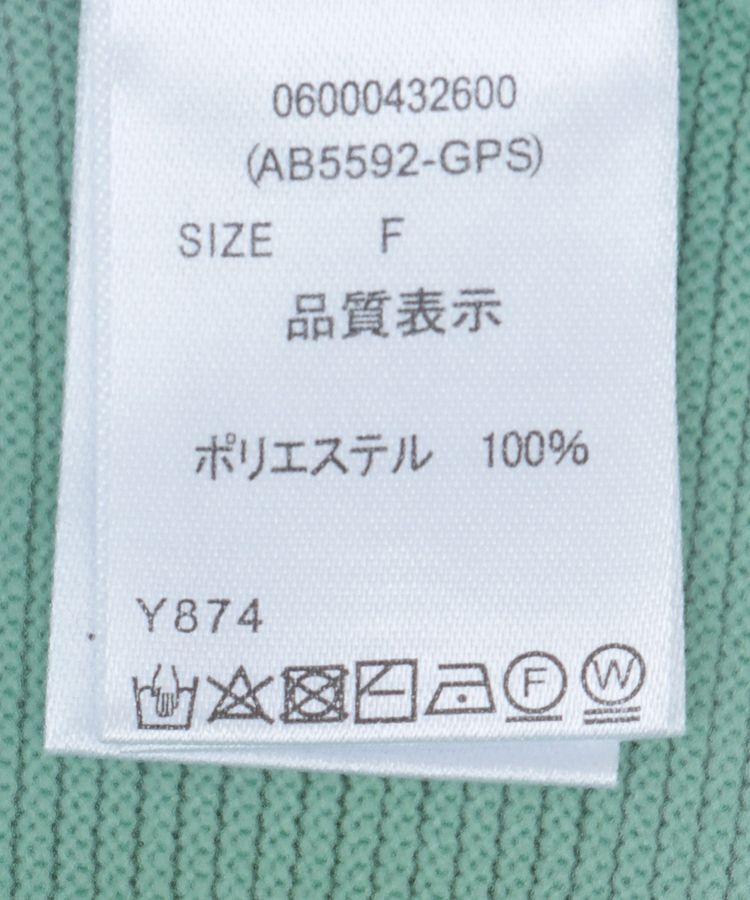 06000432600
(AB5592-GPS)
SIZE F
品質表示
ポリエステル 100%
Y874
F W